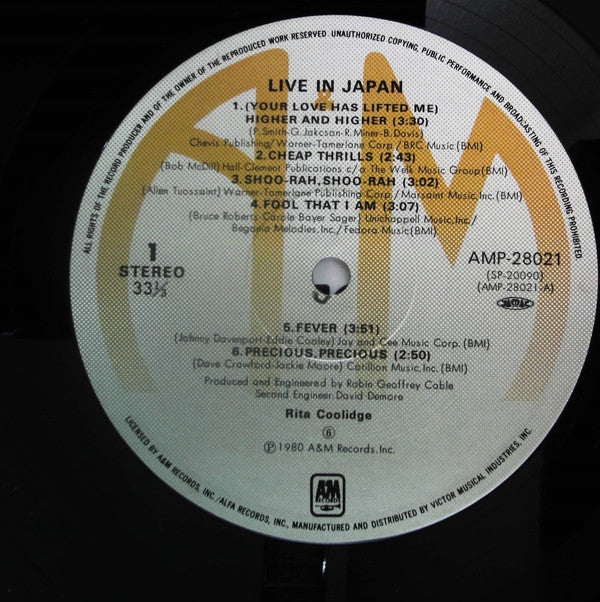 ALL RIGHTS OF THE RECORD PRODUCER AND OF THE OWNER OF THE REPRODUCED WORK RESERVED UNAUTHORIZED COPYING, PUBLIC PERFORMANCE AND BROADCASTING OF THIS RECORDING PROHIBITED
LIVE IN JAPAN
1.(YOUR LOVE HAS LIFTED ME)
HIGHER AND HIGHER (3:30)
(P.Smith-G.Jakcson-R.Miner-B.Davis)
Chevis Publishing/Warner-Tamerlane Corp./BRC Music(BMI)
2.CHEAP THRILLS (2:43)
(Bob McDill)Hall-Clement Publications c/o The Welk Music Group(BMI)
3.SHOO-RAH,SHOO-RAH (3:02)
(Allen Tuossaint)Warner-Tamerlane Publishing Corp./Marsaint Music,Inc.(BMI)
4.FOOL THAT I AM (3:07)
(Bruce Roberts-Carole Bayer Sager) Unichappell Music,Inc./
Begonia Melodies,Inc./Fedora Music(BMI)
1
STEREO
33⅓
AMP-28021
(SP-20090)
(AMP-28021-A)
5.FEVER (3:51)
(Johnny Davenport-Eddie Cooley) Jay and Cee Music Corp.(BMI)
6.PRECIOUS,PRECIOUS (2:50)
(Dave Crawford-Jackie Moore) Cotillion Music,Inc.(BMI)
Produced and Engineered by Robin Geoffrey Cable
Second Engineer:David Demore
Rita Coolidge
⑥
Ⓟ1980 A&M Records,Inc.
A&M
RECORDS
LICENSED BY A&M RECORDS, INC./ALFA RECORDS, INC., MANUFACTURED AND DISTRIBUTED BY VICTOR MUSICAL INDUSTRIES, INC.